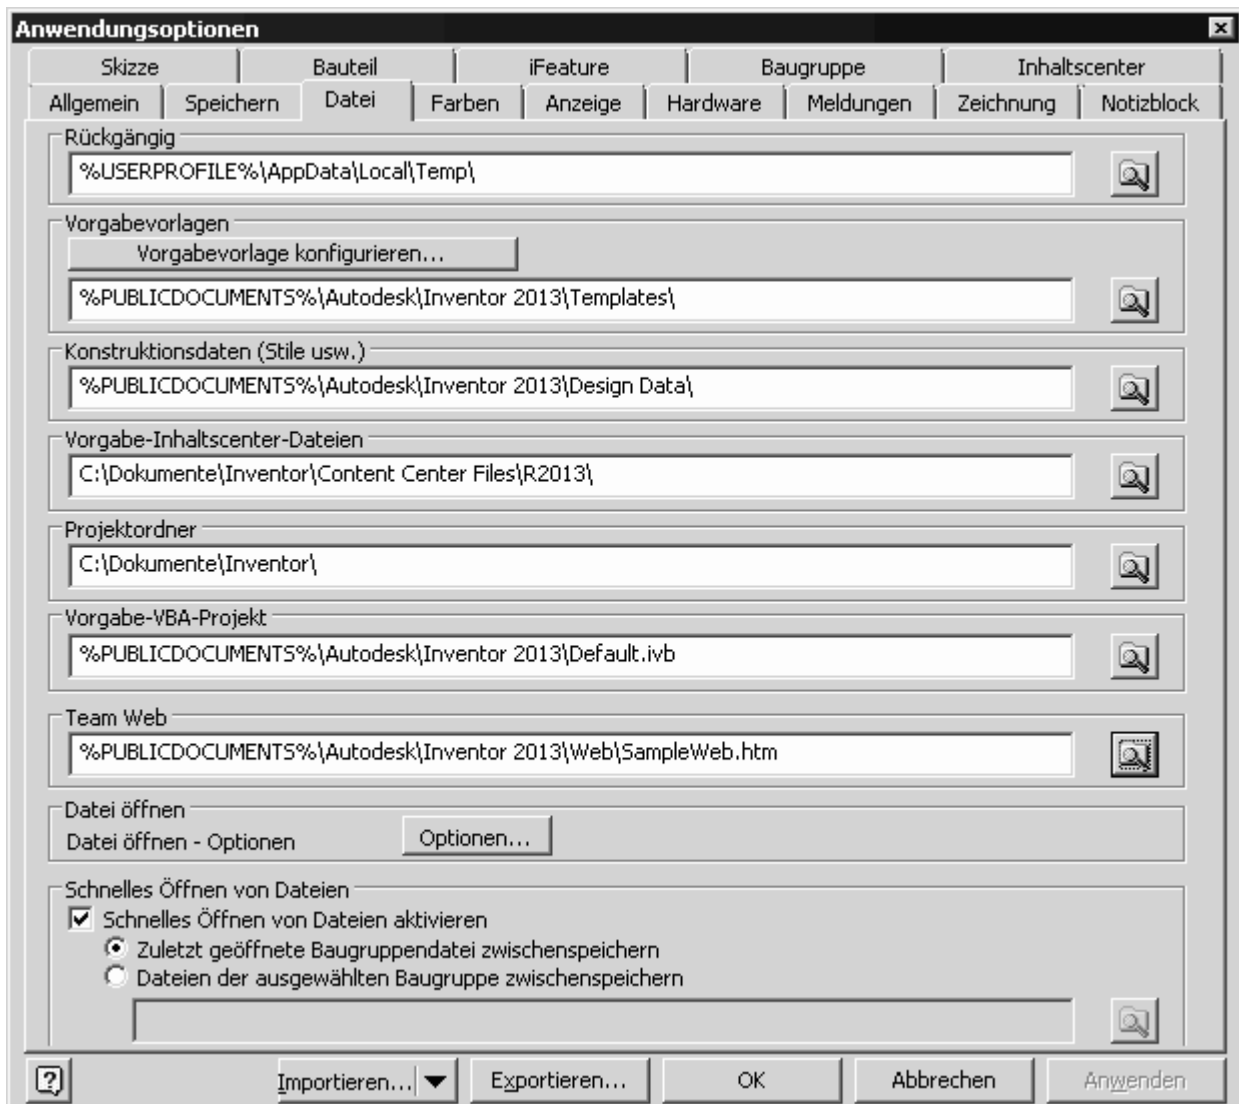 Anwendungsoptionen
Skizze Bauteil iFeature Baugruppe Inhaltscenter
Allgemein Speichern Datei Farben Anzeige Hardware Meldungen Zeichnung Notizblock
Rückgängig
%USERPROFILE%\AppData\Local\Temp\
Vorgabevorlagen
Vorgabevorlage konfigurieren...
%PUBLICDOCUMENTS%\Autodesk\Inventor 2013\Templates\
Konstruktionsdaten (Stile usw.)
%PUBLICDOCUMENTS%\Autodesk\Inventor 2013\Design Data\
Vorgabe-Inhaltscenter-Dateien
C:\Dokumente\Inventor\Content Center Files\R2013\
Projektordner
C:\Dokumente\Inventor\
Vorgabe-VBA-Projekt
%PUBLICDOCUMENTS%\Autodesk\Inventor 2013\Default.ivb
Team Web
%PUBLICDOCUMENTS%\Autodesk\Inventor 2013\Web\SampleWeb.htm
Datei öffnen
Datei öffnen - Optionen Optionen...
Schnelles Öffnen von Dateien
Schnelles Öffnen von Dateien aktivieren
Zuletzt geöffnete Baugruppendatei zwischenspeichern
Dateien der ausgewählten Baugruppe zwischenspeichern
? Importieren... Exportieren... OK Abbrechen Anwenden